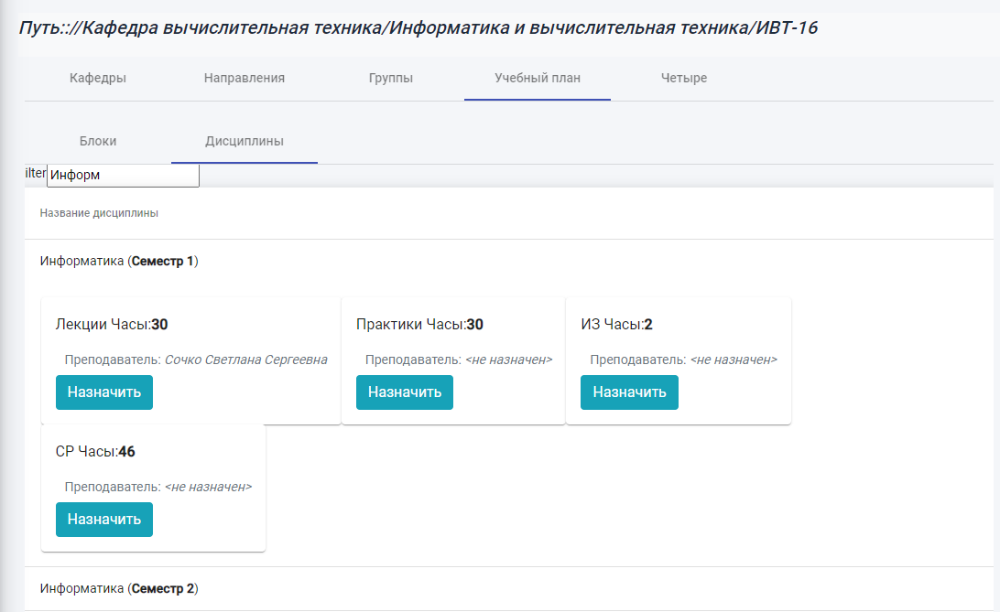 Путь:://Кафедра вычислительная техника/Информатика и вычислительная техника/ИВТ-16
Кафедры Направления Группы Учебный план Четыре
Блоки Дисциплины
ilter Информ
Название дисциплины
Информатика (Семестр 1)
Лекции Часы:30 Практики Часы:30 ИЗ Часы:2
Преподаватель: Сочко Светлана Сергеевна Преподаватель: <не назначен> Преподаватель: <не назначен>
Назначить Назначить Назначить
СР Часы:46
Преподаватель: <не назначен>
Назначить
Информатика (Семестр 2)